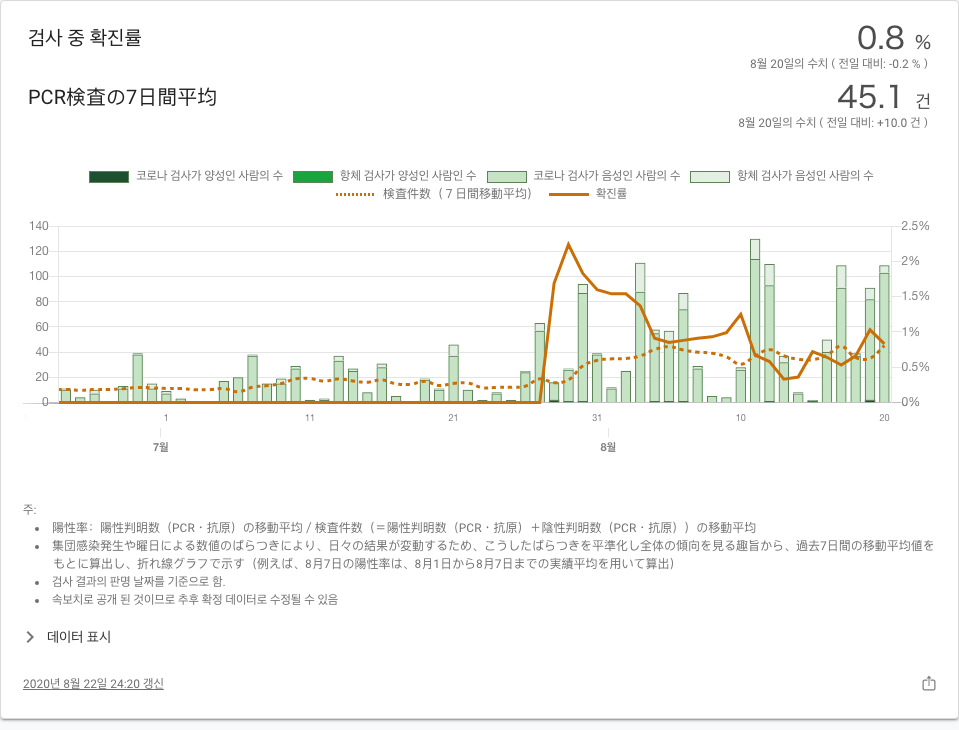 검사 중 확진률
0.8 %
8월 20일의 수치 ( 전일 대비: -0.2 % )
PCR検査の7日間平均
45.1 건
8월 20일의 수치 ( 전일 대비: +10.0 건 )
코로나 검사가 양성인 사람의 수 항체 검사가 양성인 사람인 수 코로나 검사가 음성인 사람의 수 항체 검사가 음성인 사람의 수
検査件数（７日間移動平均） 확진률
140 2.5%
120 2%
100 1.5%
80
60 1%
40 0.5%
20
0 0%
1 11 21 31 10 20
7월 8월
주:
陽性率：陽性判明数（PCR・抗原）の移動平均 / 検査件数（＝陽性判明数（PCR・抗原）＋陰性判明数（PCR・抗原））の移動平均
集団感染発生や曜日による数値のばらつきにより、日々の結果が変動するため、こうしたばらつきを平準化し全体の傾向を見る趣旨から、過去7日間の移動平均値を
もとに算出し、折れ線グラフで示す（例えば、8月7日の陽性率は、8月1日から8月7日までの実績平均を用いて算出）
검사 결과의 판명 날짜를 기준으로 함.
속보치로 공개 된 것이므로 추후 확정 데이터로 수정될 수 있음
데이터 표시
2020년 8월 22일 24:20 갱신